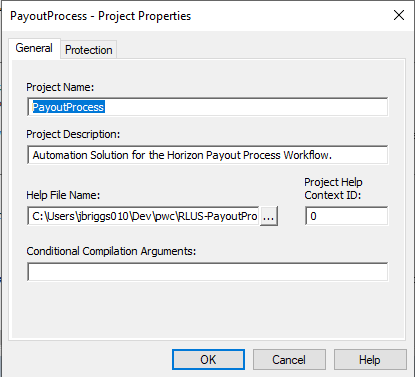 PayoutProcess - Project Properties
General Protection
Project Name:
PayoutProcess
Project Description:
Automation Solution for the Horizon Payout Process Workflow.
Help File Name:
Project Help
Context ID:
C:\Users\jbriggs010\Dev\pwc\RLUS-PayoutPro ... 0
Conditional Compilation Arguments:
OK Cancel Help